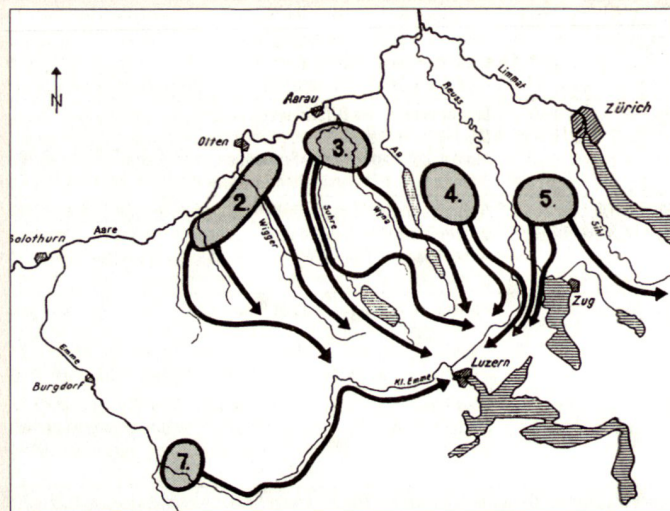 N
Aarau
Olten
Solothurn
Aare
Burgdorf
Emme
Wigger
Suhre
Wyna
Aa
Reuss
Limmat
Zürich
Sihl
Zug
Luzern
Kl. Emme
2.
3.
4.
5.
7.